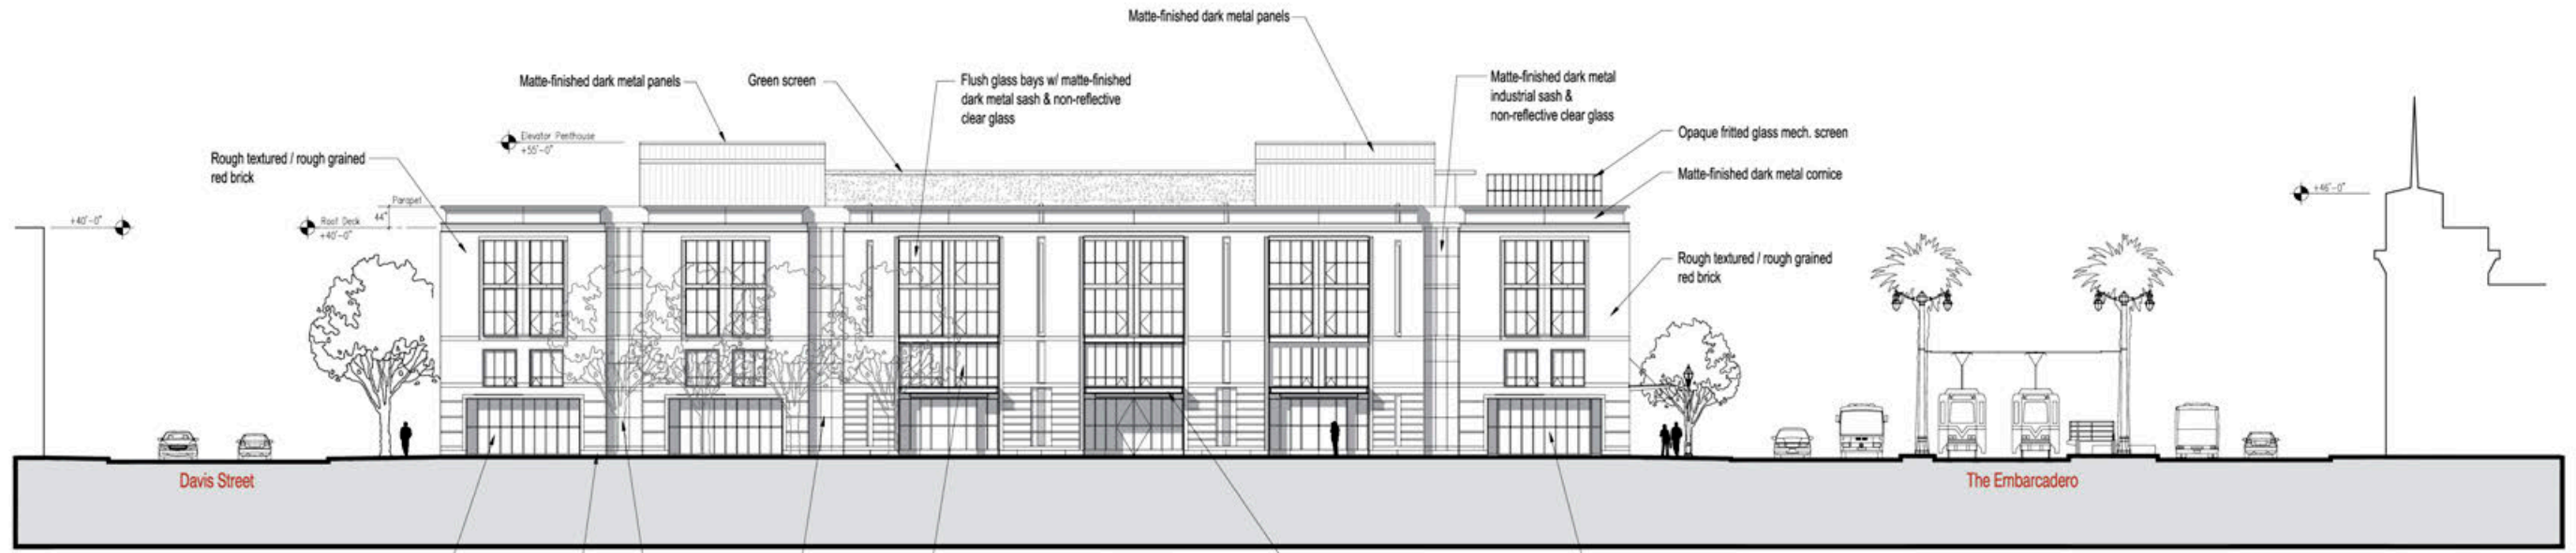 Matte-finished dark metal panels
Matte-finished dark metal panels
Green screen
Flush glass bays w/ matte-finished
dark metal sash & non-reflective
clear glass
Matte-finished dark metal
industrial sash &
non-reflective clear glass
Opaque fritted glass mech. screen
Elevator Penthouse
+55'-0"
Rough textured / rough grained
red brick
Matte-finished dark metal cornice
+46'-0"
Parapet
44"
+40'-0"
Roof Deck
+40'-0"
Rough textured / rough grained
red brick
Davis Street
The Embarcadero